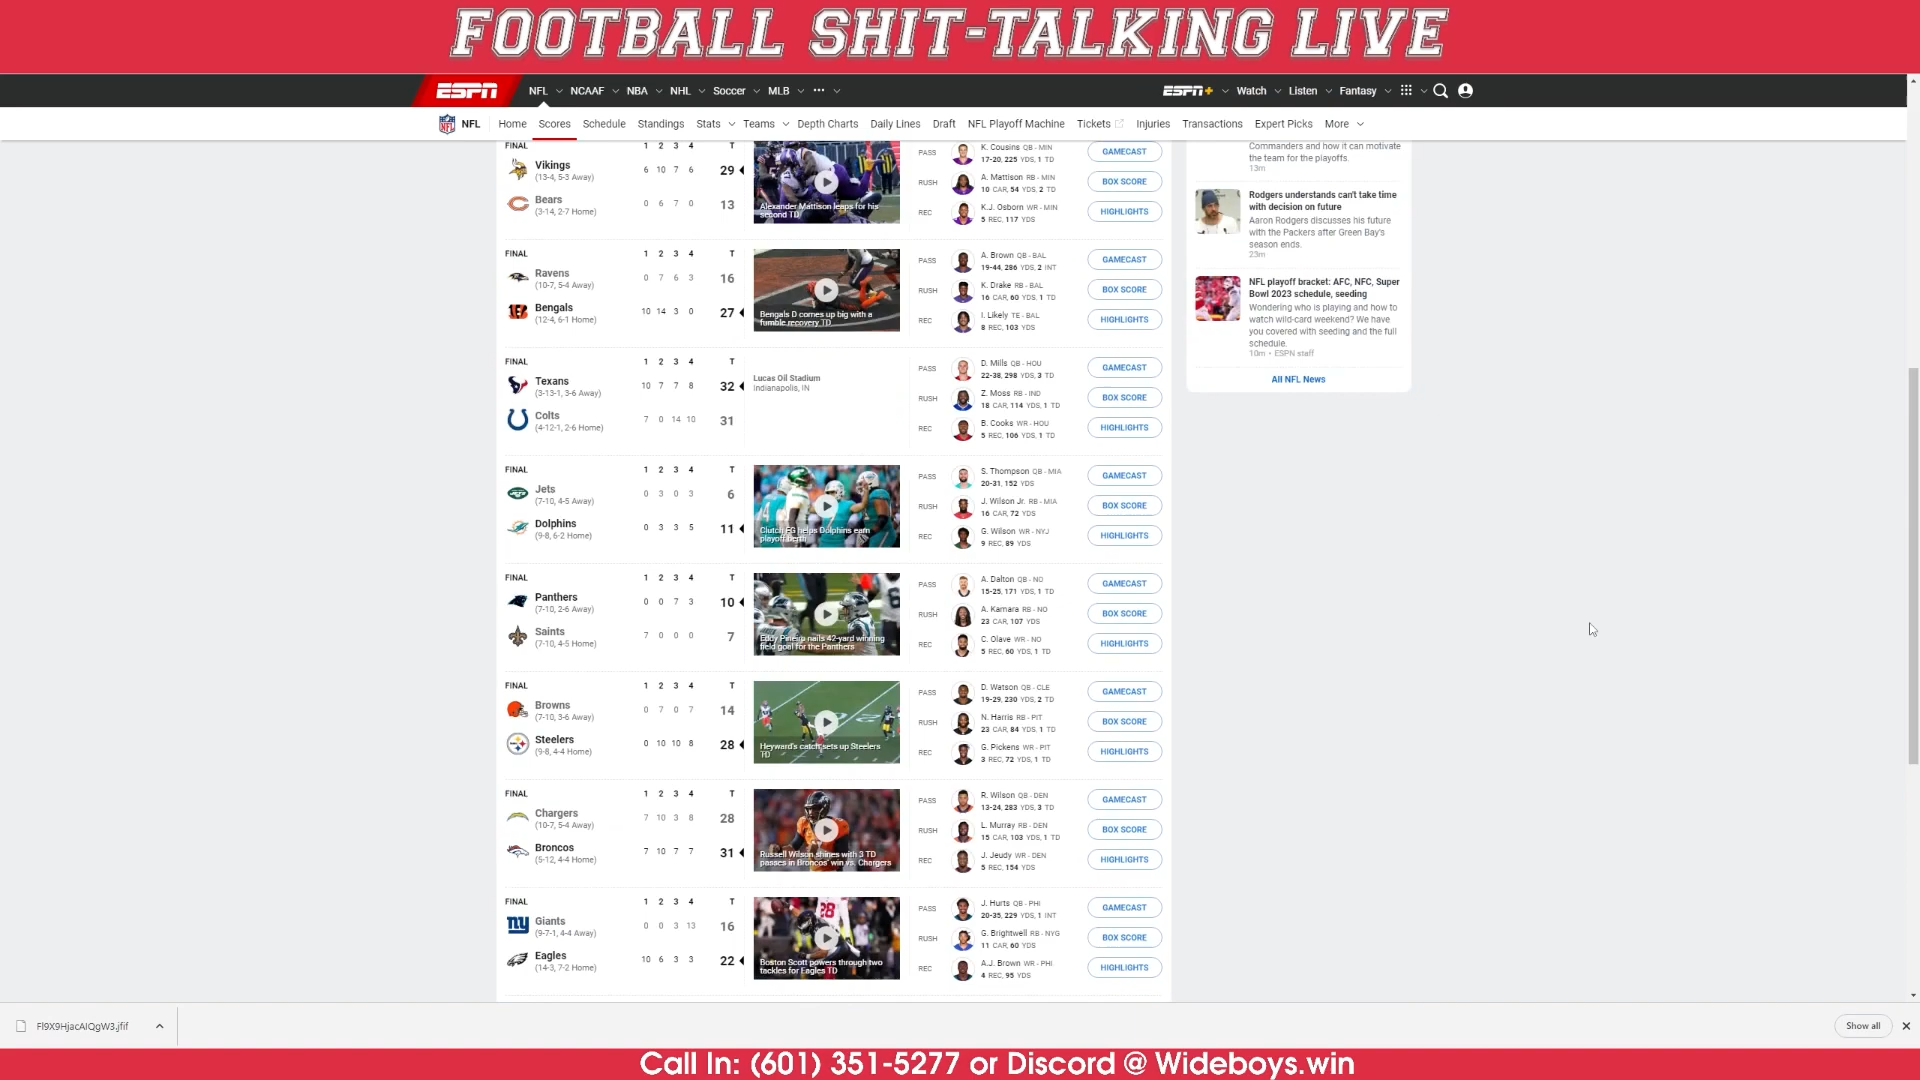 FOOTBALL SHIT-TALKING LIVE
ESPN NFL NCAAF NBA NHL Soccer MLB ••• ESPN+ Watch Listen Fantasy
NFL Home Scores Schedule Standings Stats Teams Depth Charts Daily Lines Draft NFL Playoff Machine Tickets Injuries Transactions Expert Picks More
FINAL 1 2 3 4 T
Vikings 6 10 7 6 29
(13-4, 5-3 Away)
Bears 0 6 7 0 13
(3-14, 2-7 Home)
Alexander Mattison leaps for his
second TD
PASS K. Cousins QB - MIN
17-20, 225 YDS, 1 TD
RUSH A. Mattison RB - MIN
10 CAR, 54 YDS, 2 TD
REC K.J. Osborn WR - MIN
5 REC, 117 YDS
GAMECAST
BOX SCORE
HIGHLIGHTS
FINAL 1 2 3 4 T
Ravens 0 7 6 3 16
(10-7, 5-4 Away)
Bengals 10 14 3 0 27
(12-4, 6-1 Home)
Bengals D comes up big with a
fumble recovery TD
PASS A. Brown QB - BAL
19-44, 286 YDS, 2 INT
RUSH K. Drake RB - BAL
16 CAR, 60 YDS, 1 TD
REC I. Likely TE - BAL
8 REC, 103 YDS
GAMECAST
BOX SCORE
HIGHLIGHTS
FINAL 1 2 3 4 T
Texans 10 7 7 8 32
(3-13-1, 3-6 Away)
Colts 7 0 14 10 31
(4-12-1, 2-6 Home)
Lucas Oil Stadium
Indianapolis, IN
PASS D. Mills QB - HOU
22-38, 298 YDS, 3 TD
RUSH Z. Moss RB - IND
18 CAR, 114 YDS, 1 TD
REC B. Cooks WR - HOU
5 REC, 106 YDS, 1 TD
GAMECAST
BOX SCORE
HIGHLIGHTS
FINAL 1 2 3 4 T
Jets 0 3 0 3 6
(7-10, 4-5 Away)
Dolphins 0 3 3 5 11
(9-8, 6-2 Home)
Clutch FG helps Dolphins earn
playoff berth
PASS S. Thompson QB - MIA
20-31, 152 YDS
RUSH J. Wilson Jr. RB - MIA
16 CAR, 72 YDS
REC G. Wilson WR - NYJ
9 REC, 89 YDS
GAMECAST
BOX SCORE
HIGHLIGHTS
FINAL 1 2 3 4 T
Panthers 0 0 7 3 10
(7-10, 2-6 Away)
Saints 7 0 0 0 7
(7-10, 4-5 Home)
Eddy Pineiro nails 42-yard winning
field goal for the Panthers
PASS A. Dalton QB - NO
15-25, 171 YDS, 1 TD
RUSH A. Kamara RB - NO
23 CAR, 107 YDS
REC C. Olave WR - NO
5 REC, 60 YDS, 1 TD
GAMECAST
BOX SCORE
HIGHLIGHTS
FINAL 1 2 3 4 T
Browns 0 7 0 7 14
(7-10, 3-6 Away)
Steelers 0 10 10 8 28
(9-8, 4-4 Home)
Heyward's catch sets up Steelers
TD
PASS D. Watson QB - CLE
19-29, 230 YDS, 2 TD
RUSH N. Harris RB - PIT
23 CAR, 84 YDS, 1 TD
REC G. Pickens WR - PIT
3 REC, 72 YDS, 1 TD
GAMECAST
BOX SCORE
HIGHLIGHTS
FINAL 1 2 3 4 T
Chargers 7 10 3 8 28
(10-7, 5-4 Away)
Broncos 7 10 7 7 31
(5-12, 4-4 Home)
Russell Wilson shines with 3 TD
passes in Broncos' win vs. Chargers
PASS R. Wilson QB - DEN
13-24, 283 YDS, 3 TD
RUSH L. Murray RB - DEN
15 CAR, 103 YDS, 1 TD
REC J. Jeudy WR - DEN
5 REC, 154 YDS
GAMECAST
BOX SCORE
HIGHLIGHTS
FINAL 1 2 3 4 T
Giants 0 0 3 13 16
(9-7-1, 4-4 Away)
Eagles 10 6 3 3 22
(14-3, 7-2 Home)
28
Boston Scott powers through two
tackles for Eagles TD
PASS J. Hurts QB - PHI
20-35, 229 YDS, 1 INT
RUSH G. Brightwell RB - NYG
11 CAR, 60 YDS
REC A.J. Brown WR - PHI
4 REC, 95 YDS
GAMECAST
BOX SCORE
HIGHLIGHTS
Commanders and how it can motivate
the team for the playoffs.
13m
Rodgers understands can't take time
with decision on future
Aaron Rodgers discusses his future
with the Packers after Green Bay's
season ends.
23m
NFL playoff bracket: AFC, NFC, Super
Bowl 2023 schedule, seeding
Wondering who is playing and how to
watch wild-card weekend? We have
you covered with seeding and the full
schedule.
10m • ESPN staff
All NFL News
Fl9X9HjacAIQgW3.jfif
Show all
Call In: (601) 351-5277 or Discord @ Wideboys.win